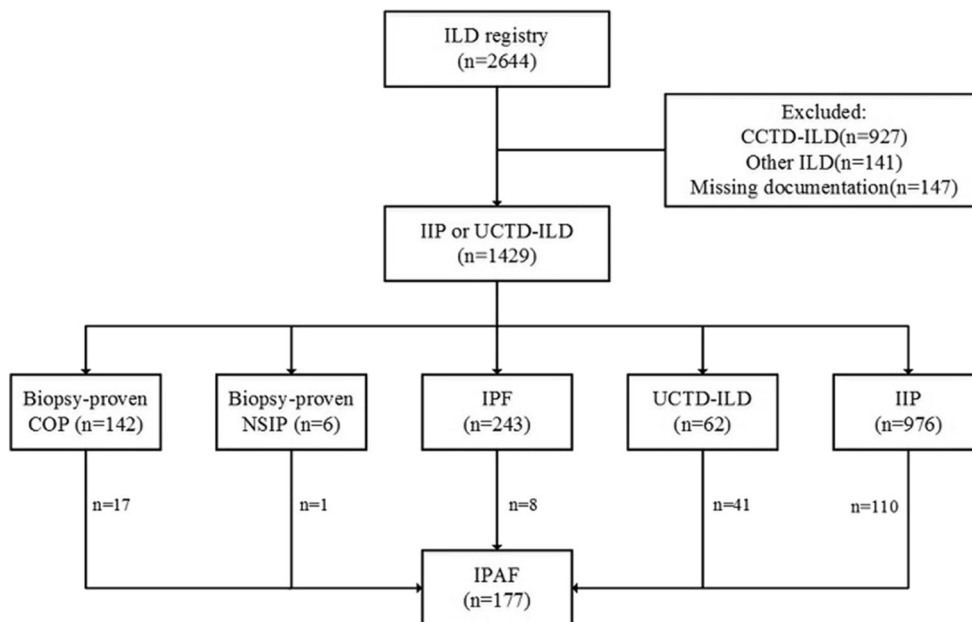 ILD registry
(n=2644)
Excluded:
CCTD-ILD(n=927)
Other ILD(n=141)
Missing documentation(n=147)
IIP or UCTD-ILD
(n=1429)
Biopsy-proven
COP (n=142)
Biopsy-proven
NSIP (n=6)
IPF
(n=243)
UCTD-ILD
(n=62)
IIP
(n=976)
n=17
n=1
n=8
n=41
n=110
IPAF
(n=177)